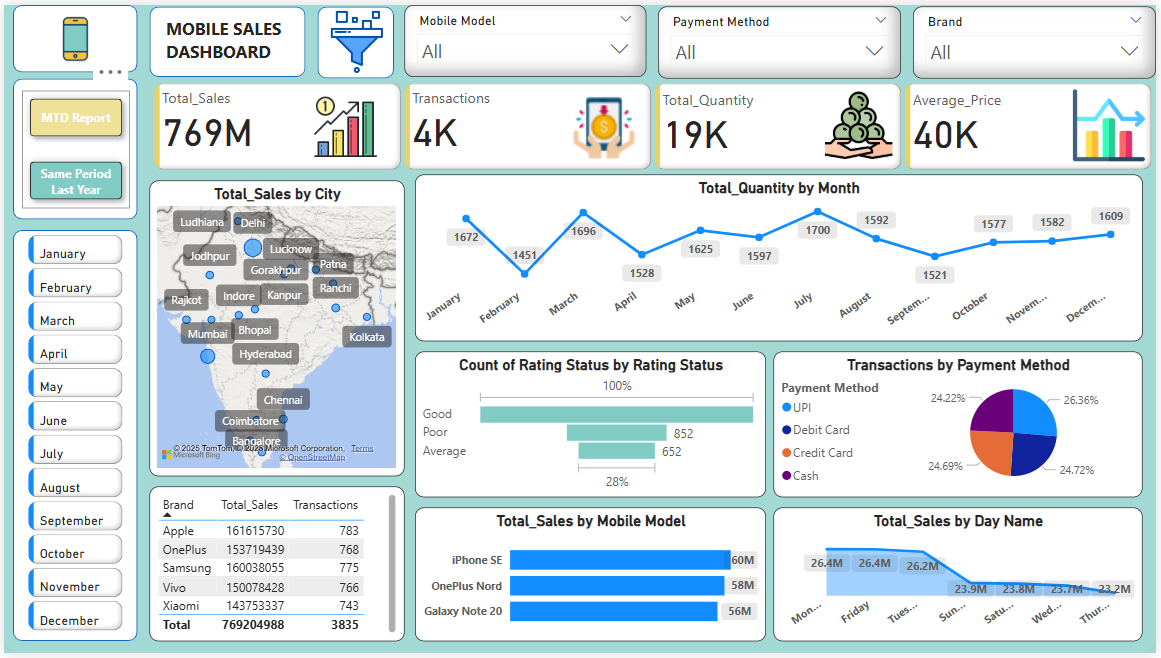 MOBILE SALES
DASHBOARD
Mobile Model
All
Payment Method
All
Brand
All
MTD Report
Same Period
Last Year
Total_Sales
769M
1
Transactions
4K
$
Total_Quantity
19K
Average_Price
40K
January
February
March
April
May
June
July
August
September
October
November
December
Total_Sales by City
Ludhiana
Delhi
Jodhpur
Lucknow
Gorakhpur
Patna
Rajkot
Indore
Kanpur
Ranchi
Mumbai
Bhopal
Kolkata
Hyderabad
Chennai
Coimbatore
Bangalore
© 2025 TomTom, © 2025 Microsoft Corporation, Terms
Microsoft Bing
© OpenStreetMap
Total_Quantity by Month
1672
1451
1696
1528
1625
1597
1700
1592
1521
1577
1582
1609
January
February
March
April
May
June
July
August
Septem...
October
Novem...
Decem...
Count of Rating Status by Rating Status
100%
Good
Poor
852
Average
652
28%
Transactions by Payment Method
Payment Method
UPI
Debit Card
Credit Card
Cash
24.22%
26.36%
24.69%
24.72%
Brand Total_Sales Transactions
Apple 161615730 783
OnePlus 153719439 768
Samsung 160038055 775
Vivo 150078428 766
Xiaomi 143753337 743
Total 769204988 3835
Total_Sales by Mobile Model
iPhone SE 60M
OnePlus Nord 58M
Galaxy Note 20 56M
Total_Sales by Day Name
26.4M
26.4M
26.2M
23.9M
23.8M
23.7M
23.2M
Mon...
Friday
Tues...
Sun...
Satu...
Wed...
Thur...